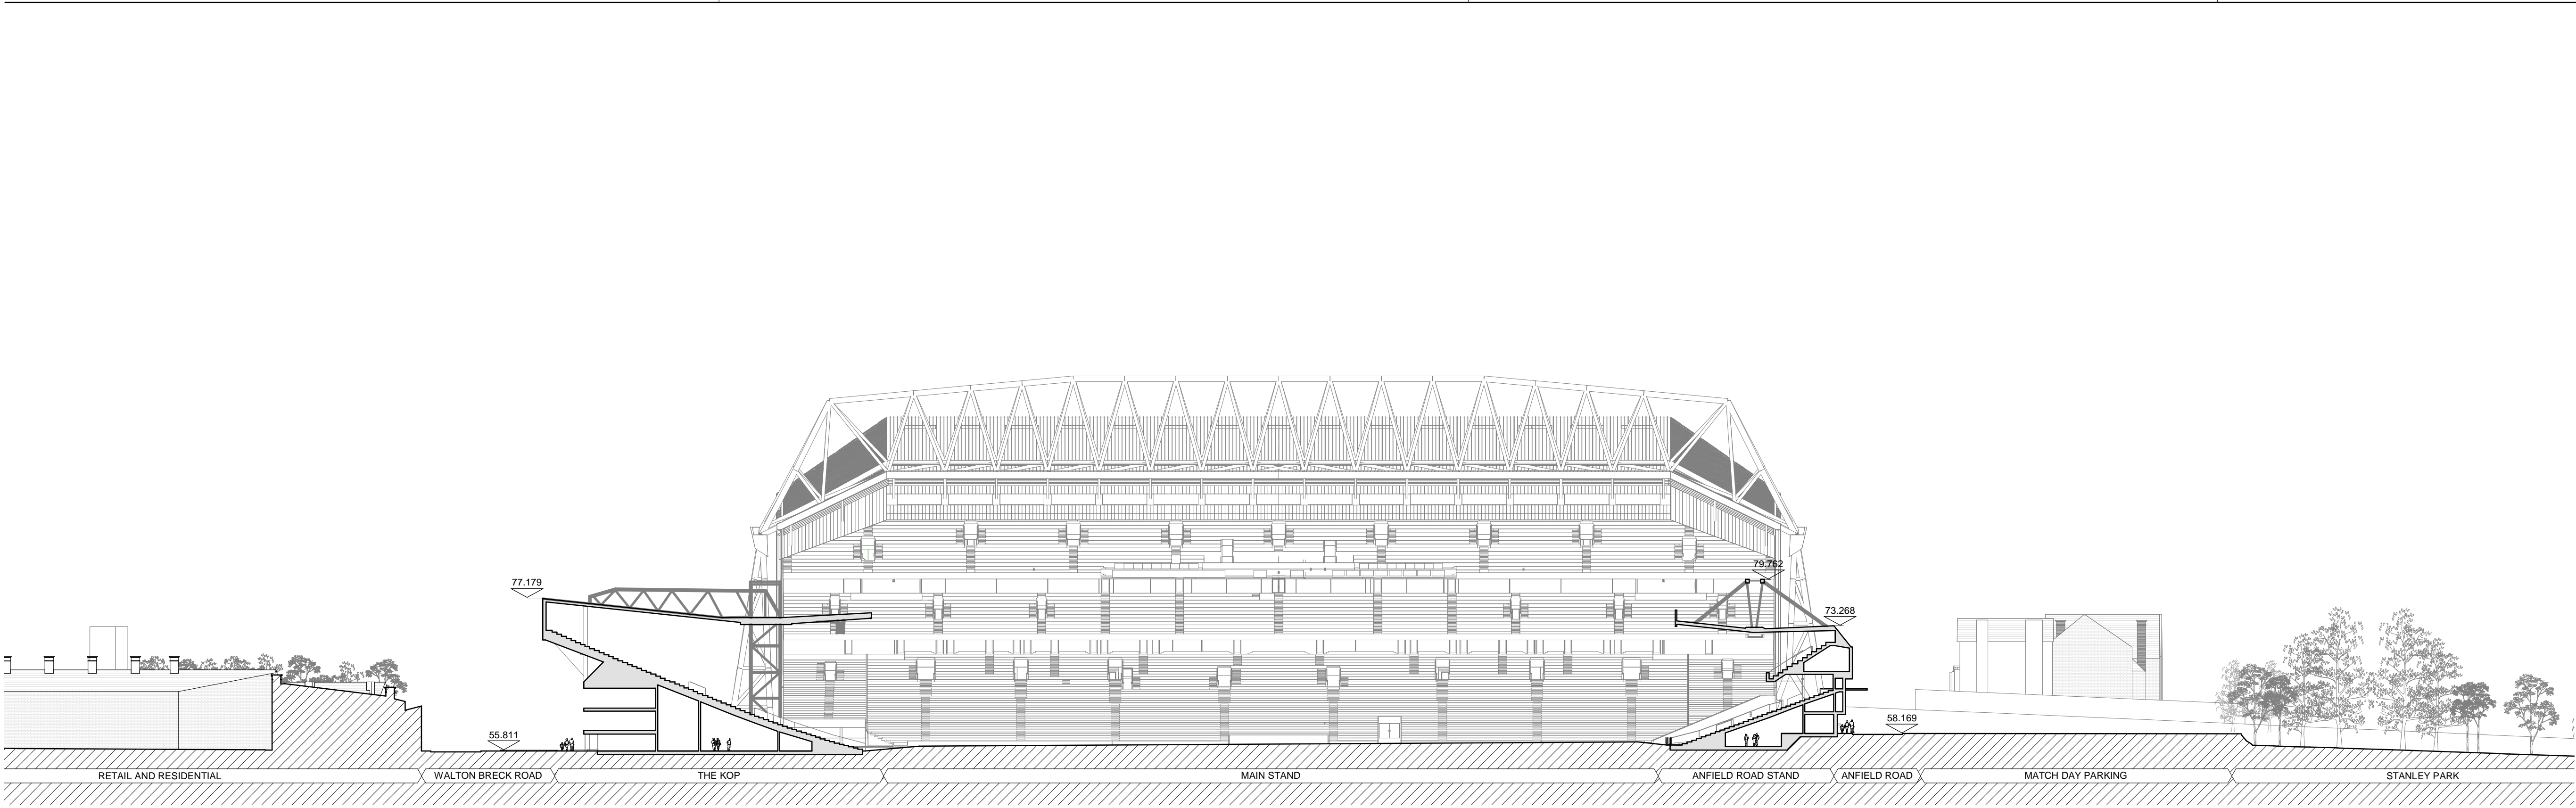 79.762
77.179
73.268
58.169
55.811
RETAIL AND RESIDENTIAL
WALTON BRECK ROAD
THE KOP
MAIN STAND
ANFIELD ROAD STAND
ANFIELD ROAD
MATCH DAY PARKING
STANLEY PARK